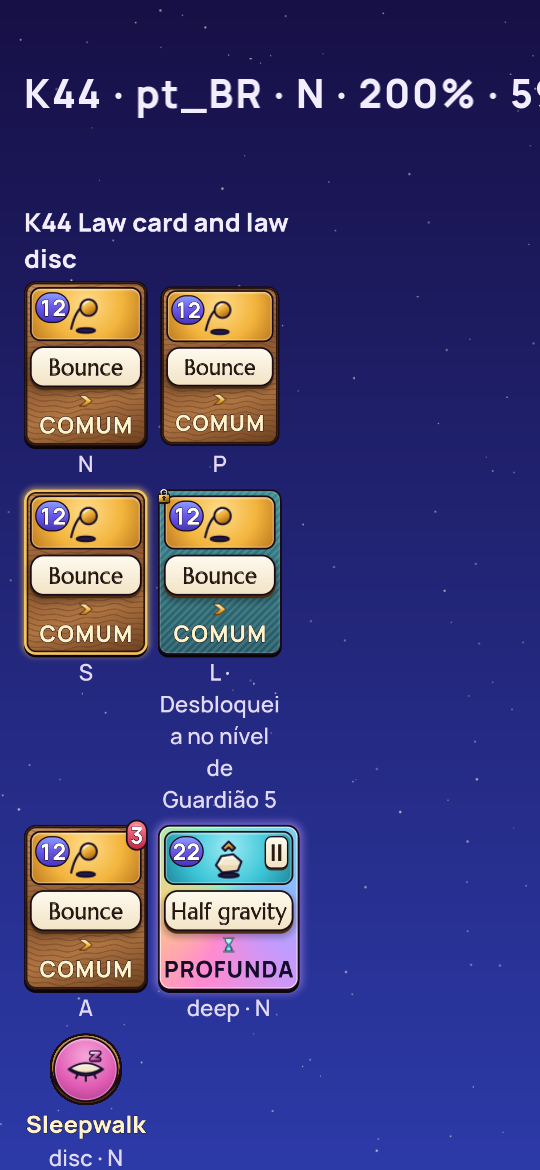 K44 · pt_BR · N · 200% · 59
K44 Law card and law
disc
12
12
Bounce
Bounce
COMUM
COMUM
N
P
12
12
Bounce
Bounce
COMUM
COMUM
S
L ·
Desbloquei
a no nível
de
Guardião 5
12
3
22
Bounce
Half gravity
COMUM
PROFUNDA
A
deep · N
z
Sleepwalk
disc · N